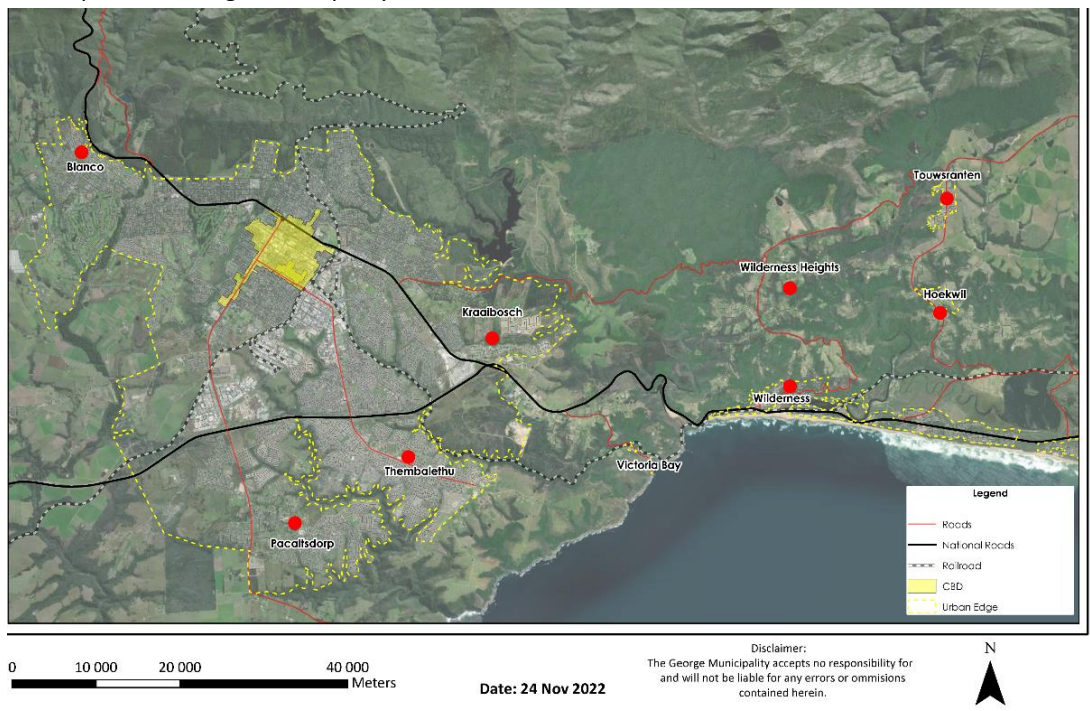 Blanco
Touwsranten
Wilderness Heights
Hoekwil
Kraaibosch
Wilderness
Thembalethu
Victoria Bay
Pacaltsdorp
Legend
Roads
National Roads
Railroad
CBD
Urban Edge
0 10 000 20 000 40 000
Meters
Date: 24 Nov 2022
Disclaimer:
The George Municipality accepts no responsibility for
and will not be liable for any errors or ommisions
contained herein.
N